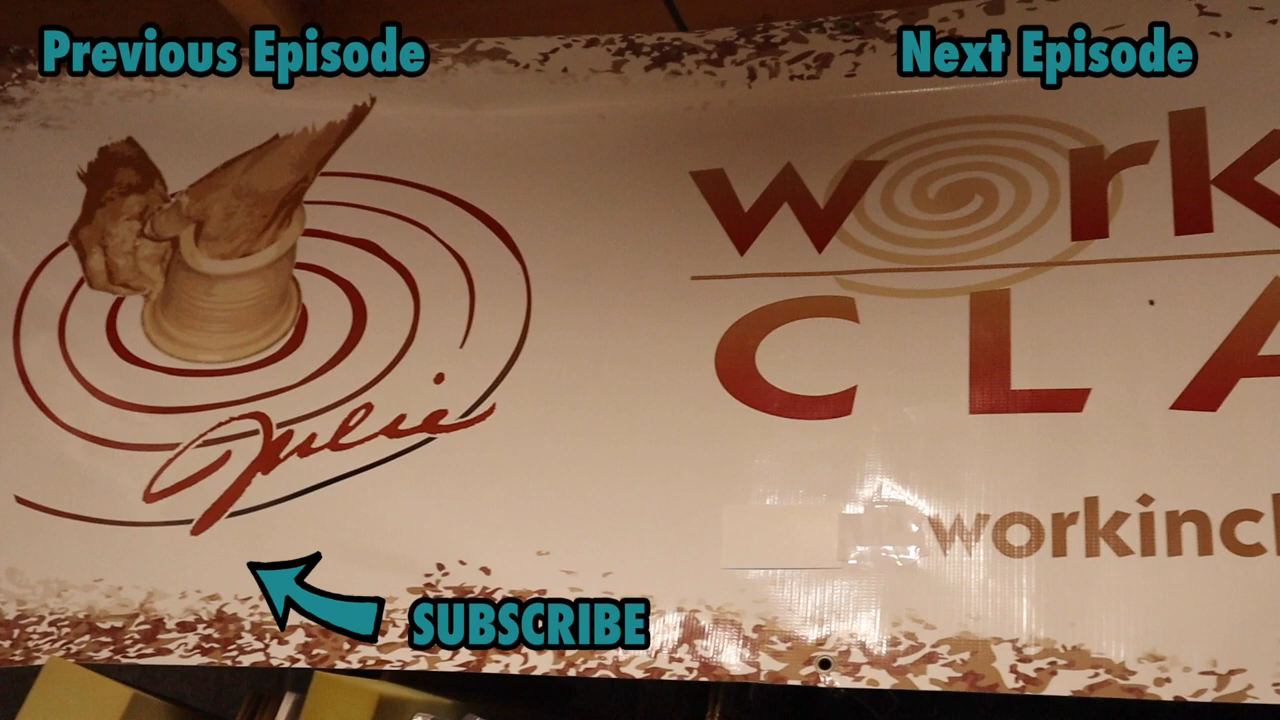 Previous Episode
Next Episode
work
CLA
Julie
workincl
SUBSCRIBE